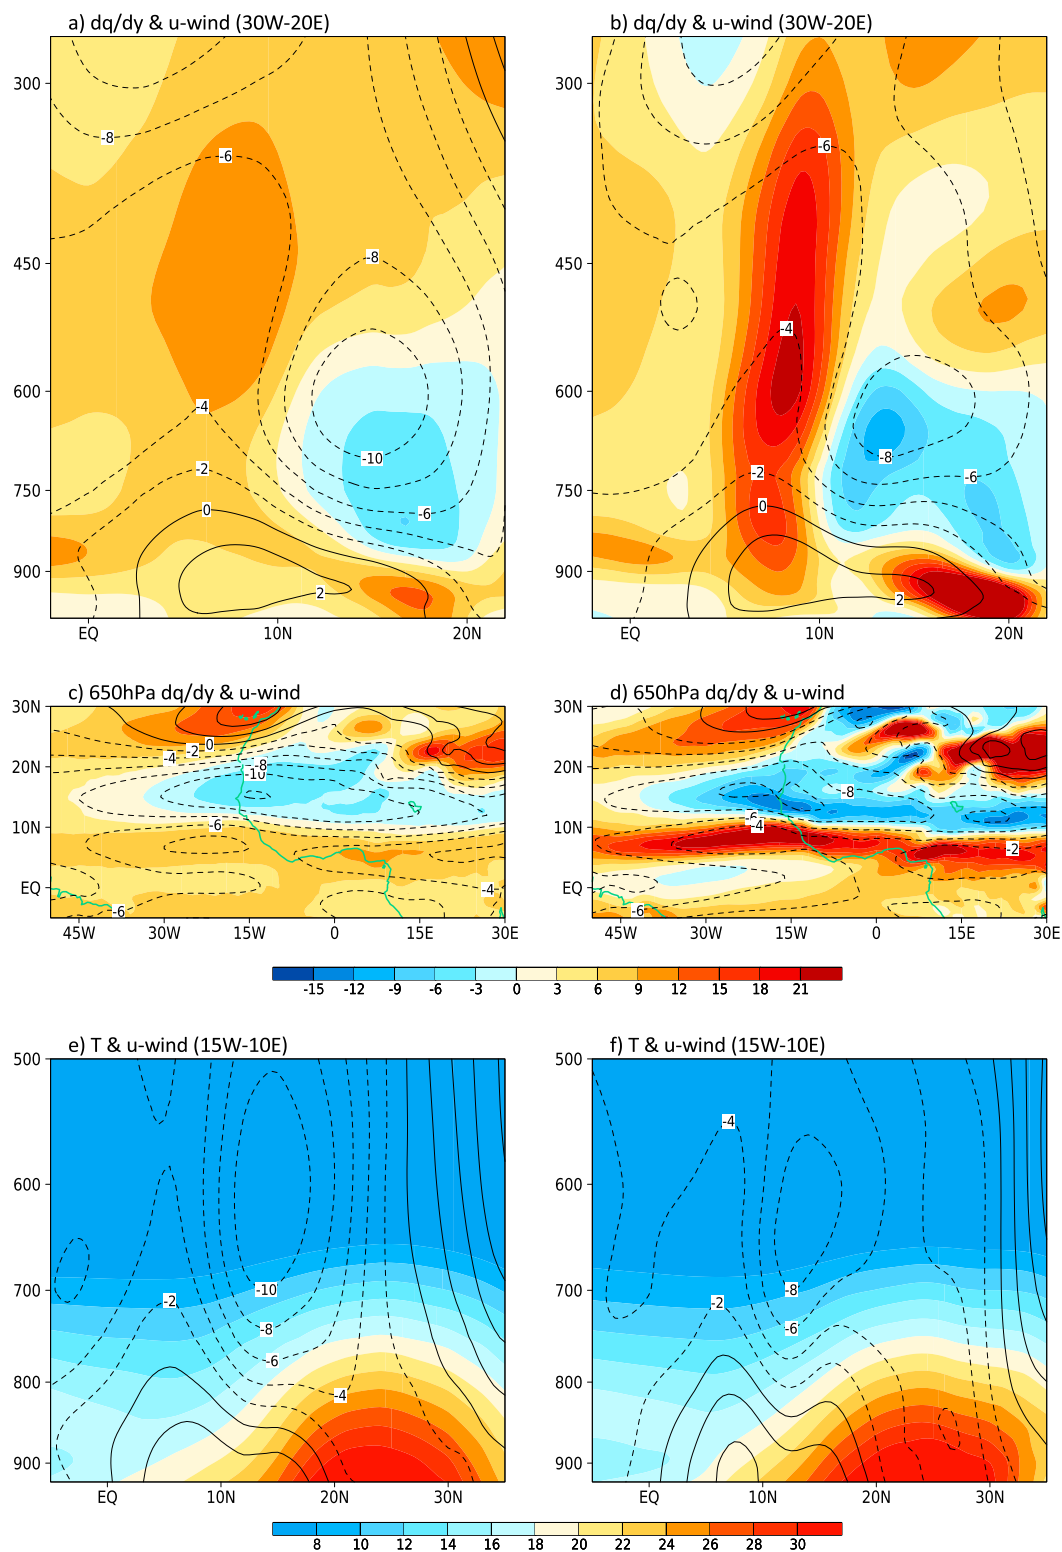 a) dq/dy & u-wind (30W-20E)
b) dq/dy & u-wind (30W-20E)
300
450
600
750
900
-8
-6
-8
-4
-10
-2
-6
0
2
EQ
10N
20N
300
450
600
750
900
-6
-4
-8
-2
-6
0
2
EQ
10N
20N
c) 650hPa dq/dy & u-wind
d) 650hPa dq/dy & u-wind
30N
20N
10N
EQ
-4
-2
0
-8
-10
-6
-4
-6
45W
30W
15W
0
15E
30E
30N
20N
10N
EQ
-8
-6
-4
-2
-6
45W
30W
15W
0
15E
30E
-15
-12
-9
-6
-3
0
3
6
9
12
15
18
21
e) T & u-wind (15W-10E)
f) T & u-wind (15W-10E)
500
600
700
800
900
-2
-10
-8
-6
-4
EQ
10N
20N
30N
500
600
700
800
900
-4
-8
-2
-6
EQ
10N
20N
30N
8
10
12
14
16
18
20
22
24
26
28
30